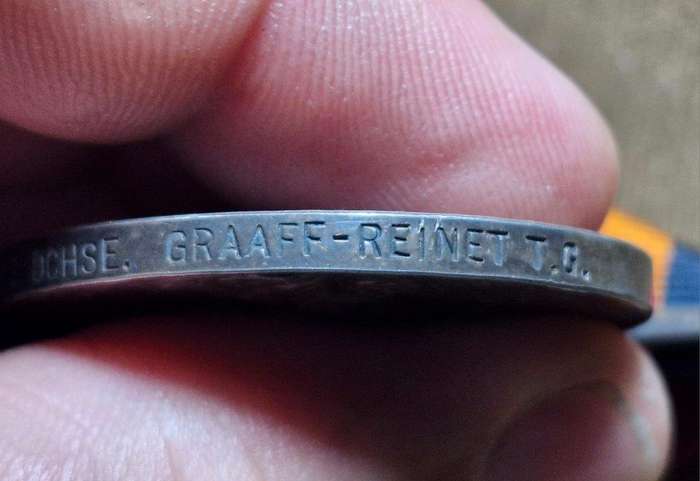 OCHSE. GRAAFF-REINET T.G.